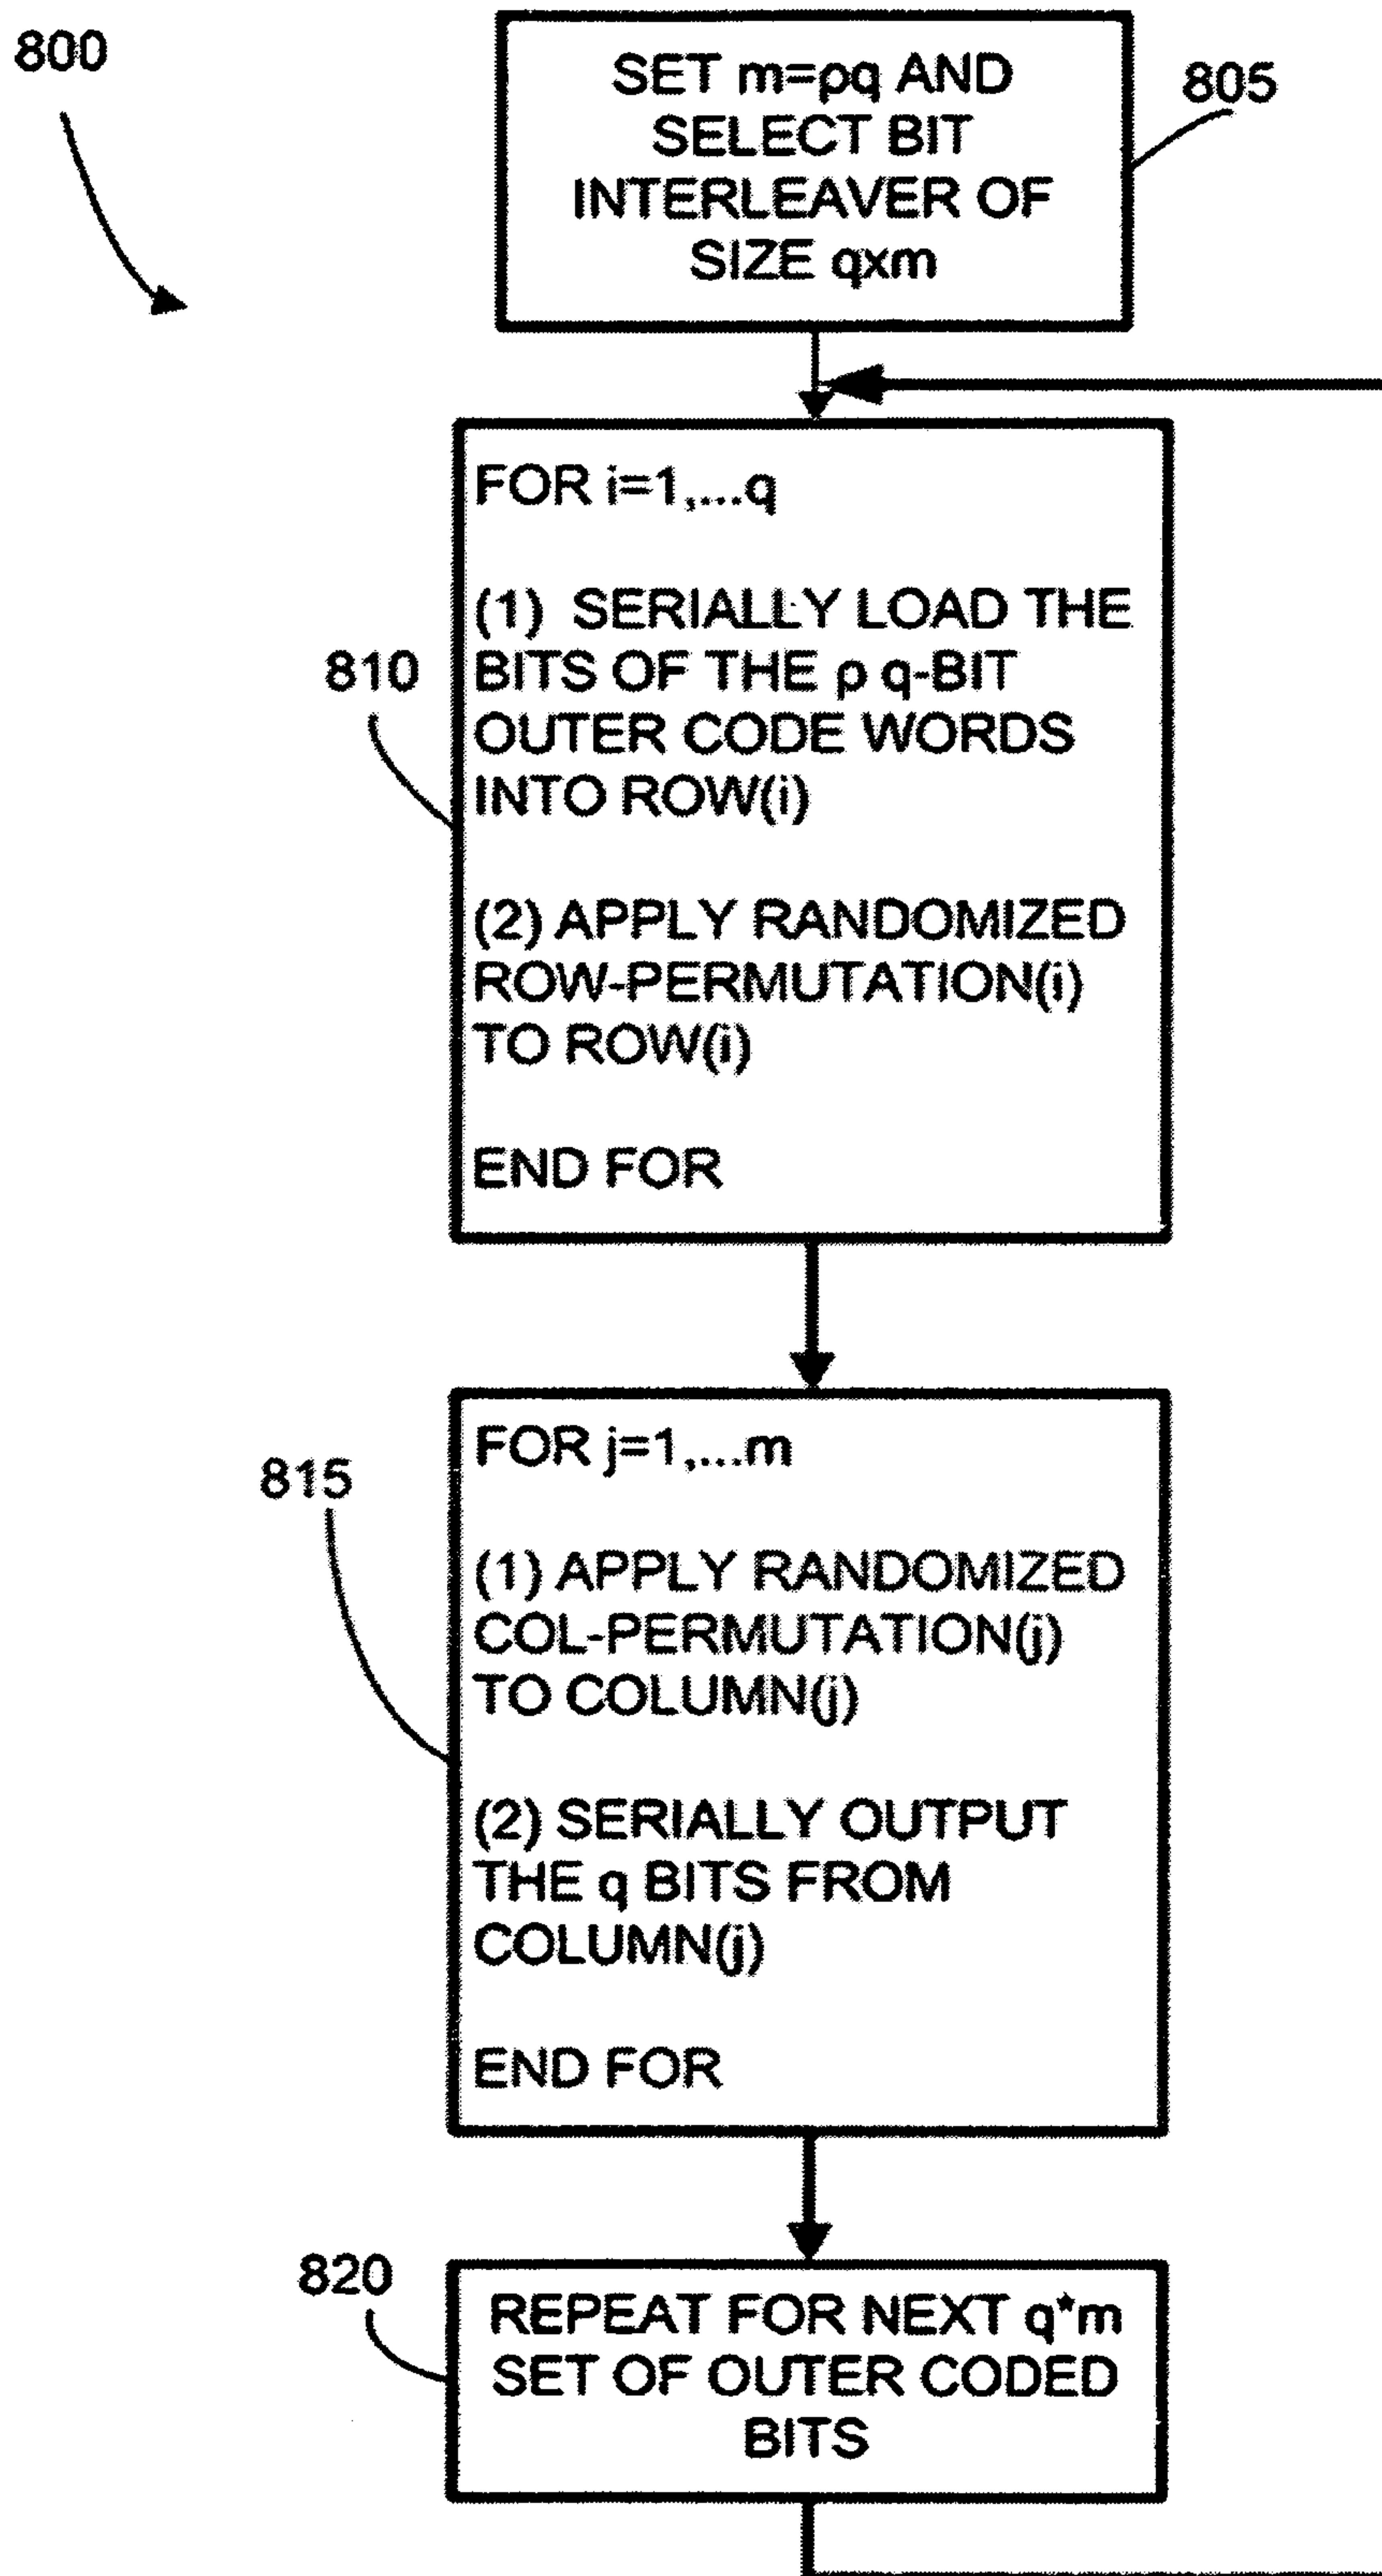 800
SET m=ρq AND
SELECT BIT
INTERLEAVER OF
SIZE qxm
805
FOR i=1,...q
(1) SERIALLY LOAD THE
BITS OF THE ρ q-BIT
OUTER CODE WORDS
INTO ROW(i)
(2) APPLY RANDOMIZED
ROW-PERMUTATION(i)
TO ROW(i)
END FOR
810
FOR j=1,...m
(1) APPLY RANDOMIZED
COL-PERMUTATION(j)
TO COLUMN(j)
(2) SERIALLY OUTPUT
THE q BITS FROM
COLUMN(j)
END FOR
815
820
REPEAT FOR NEXT q*m
SET OF OUTER CODED
BITS